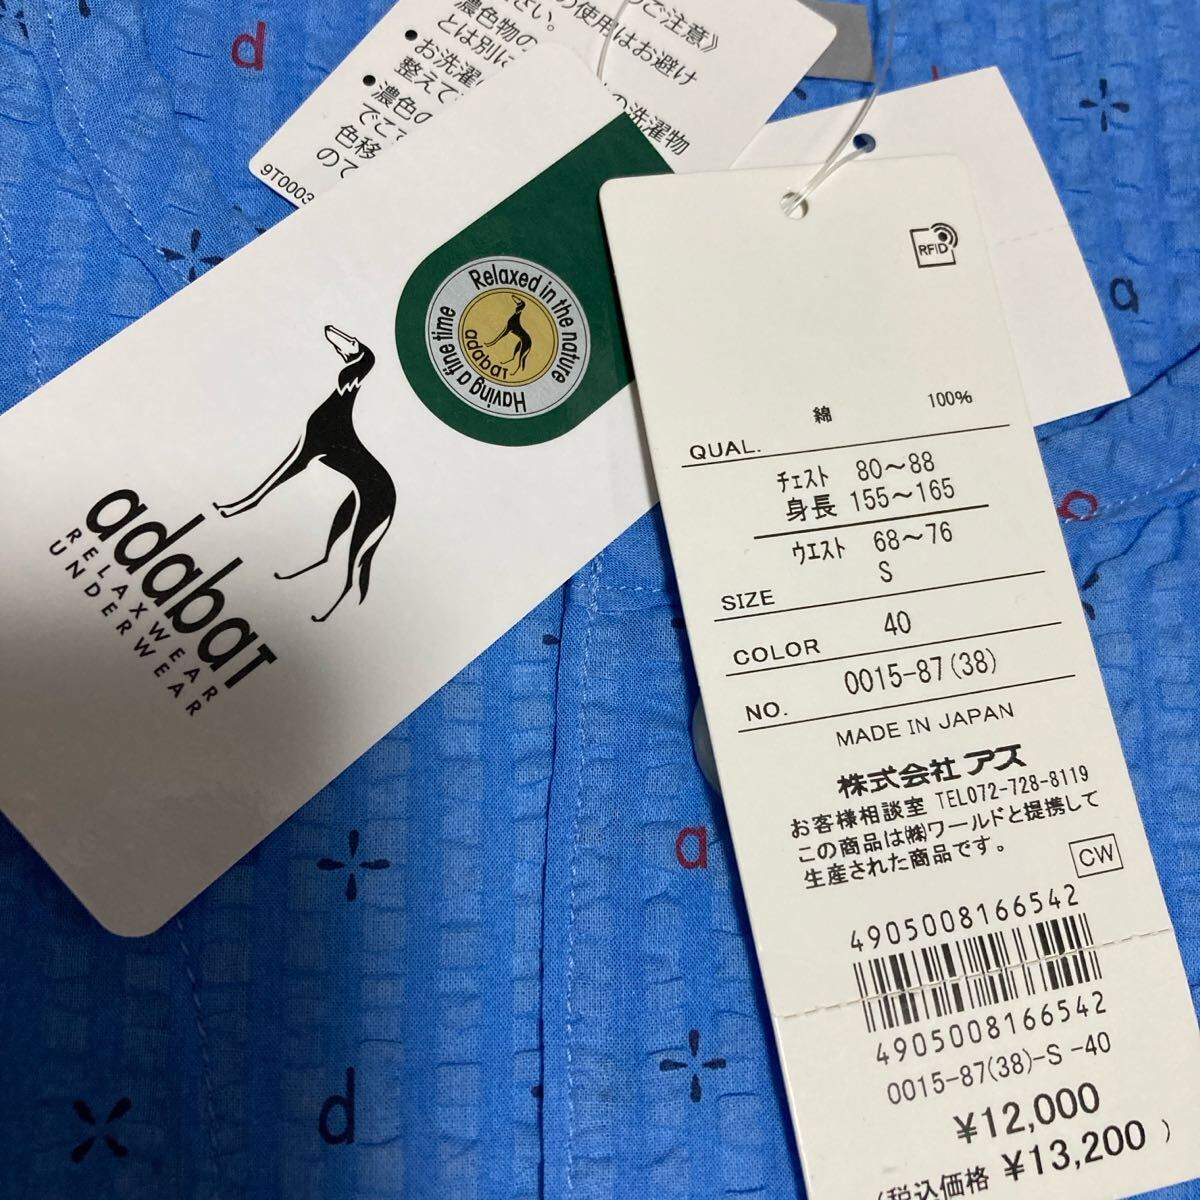 のご注意》
の使用はお避け
さい。
濃色物の
とは別に
の洗濯物
•お洗濯
整えて
•濃色の
でこす
色移
のて
9T0003
Relaxed in the nature
Having a fine time
adabat
adabat
RELAXWEAR
UNDERWEAR
RFID
綿 100%
QUAL.
チェスト 80〜88
身長 155〜165
ウエスト 68〜76
S
SIZE
40
COLOR
0015-87(38)
NO.
MADE IN JAPAN
株式会社 アズ
お客様相談室 TEL072-728-8119
この商品は㈱ワールドと提携して
生産された商品です。
CW
4905008166542
4905008166542
0015-87(38)-S -40
¥12,000
(税込価格 ¥13,200 )
d
a
a
d